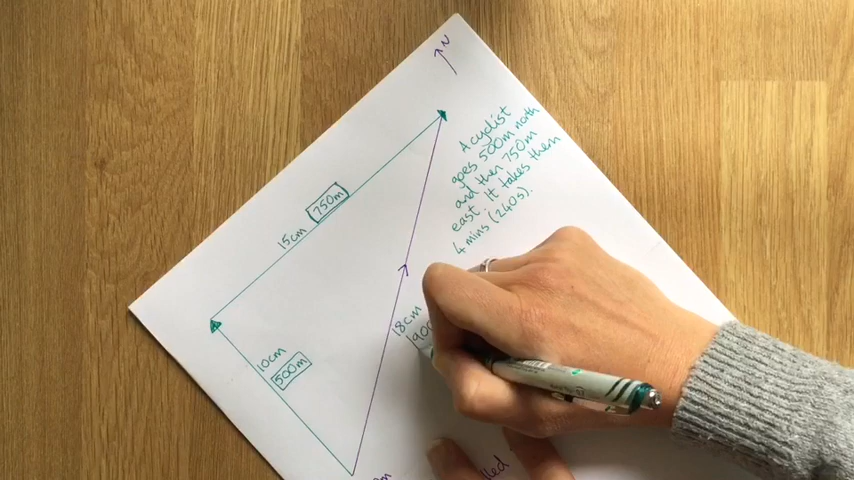 N
A cyclist
goes 500m north
and then 750m
east. It takes them
4 mins (240s).
750m
15cm
10cm
500m
18cm
900